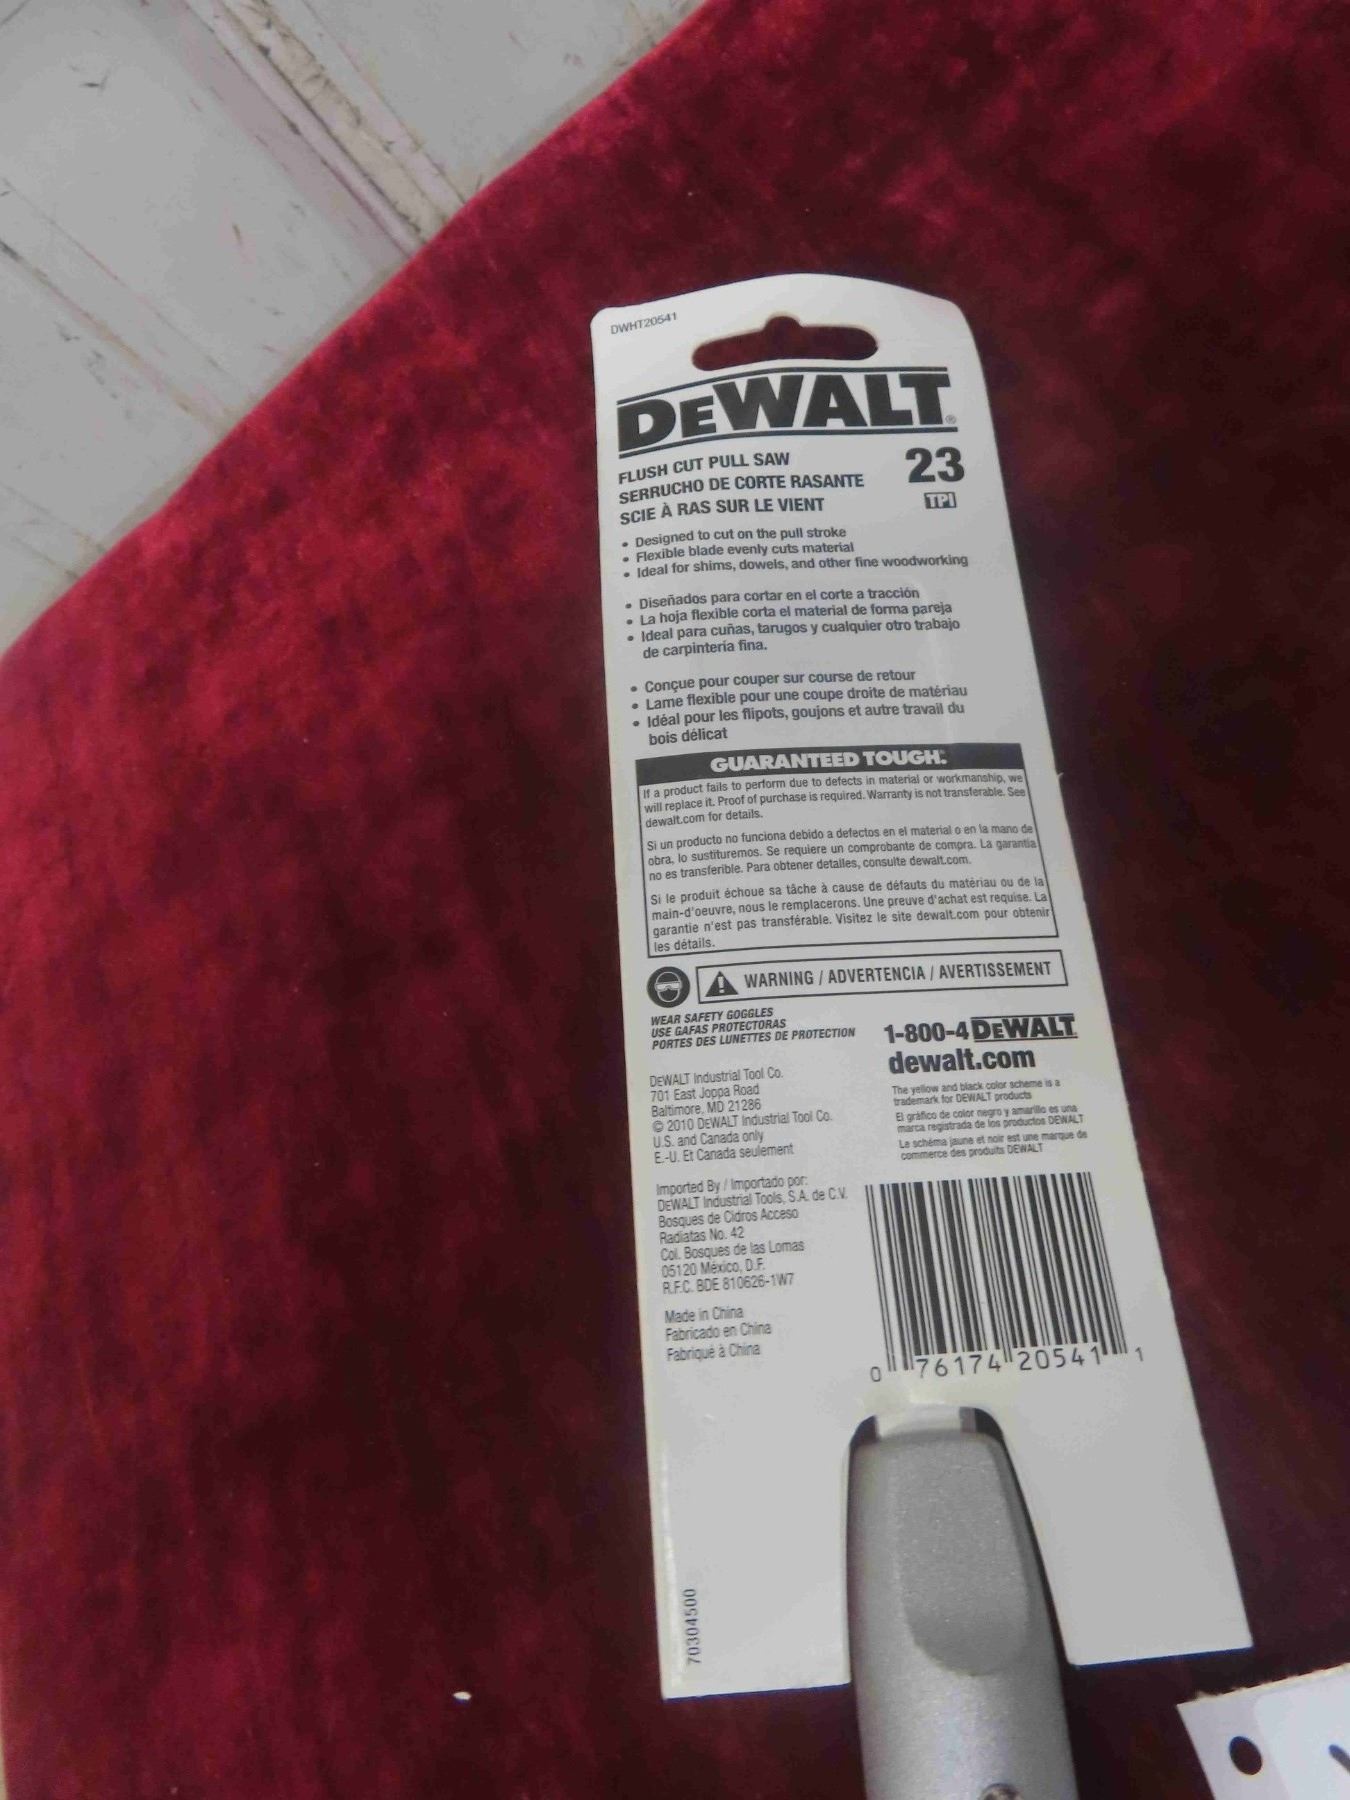 DWHT20541
DEWALT®
FLUSH CUT PULL SAW
SERRUCHO DE CORTE RASANTE
SCIE À RAS SUR LE VIENT
23
TPI
• Designed to cut on the pull stroke
• Flexible blade evenly cuts material
• Ideal for shims, dowels, and other fine woodworking
• Diseñados para cortar en el corte a tracción
• La hoja flexible corta el material de forma pareja
• Ideal para cuñas, tarugos y cualquier otro trabajo
de carpintería fina.
• Conçue pour couper sur course de retour
• Lame flexible pour une coupe droite de matériau
• Idéal pour les flipots, goujons et autre travail du
bois délicat
GUARANTEED TOUGH.®
If a product fails to perform due to defects in material or workmanship, we
will replace it. Proof of purchase is required. Warranty is not transferable. See
dewalt.com for details.
Si un producto no funciona debido a defectos en el material o en la mano de
obra, lo sustituremos. Se requiere un comprobante de compra. La garantía
no es transferible. Para obtener detalles, consulte dewalt.com.
Si le produit échoue sa tâche à cause de défauts du matériau ou de la
main-d'oeuvre, nous le remplacerons. Une preuve d'achat est requise. La
garantie n'est pas transférable. Visitez le site dewalt.com pour obtenir
les détails.
WARNING / ADVERTENCIA / AVERTISSEMENT
WEAR SAFETY GOGGLES
USE GAFAS PROTECTORAS
PORTES DES LUNETTES DE PROTECTION
1-800-4DEWALT
dewalt.com
DEWALT Industrial Tool Co.
701 East Joppa Road
Baltimore, MD 21286
© 2010 DEWALT Industrial Tool Co.
U.S. and Canada only
E.-U. Et Canada seulement
The yellow and black color scheme is a
trademark for DEWALT products
El gráfico de color negro y amarillo es una
marca registrada de los productos DEWALT
Le schéma jaune et noir est une marque de
commerce des produits DEWALT
Imported By / Importado por:
DEWALT Industrial Tools, S.A. de C.V.
Bosques de Cidros Acceso
Radiatas No. 42
Col. Bosques de las Lomas
05120 México, D.F.
R.F.C. BDE 810626-1W7
Made in China
Fabricado en China
Fabriqué à China
0 76174 20541 1
70304500